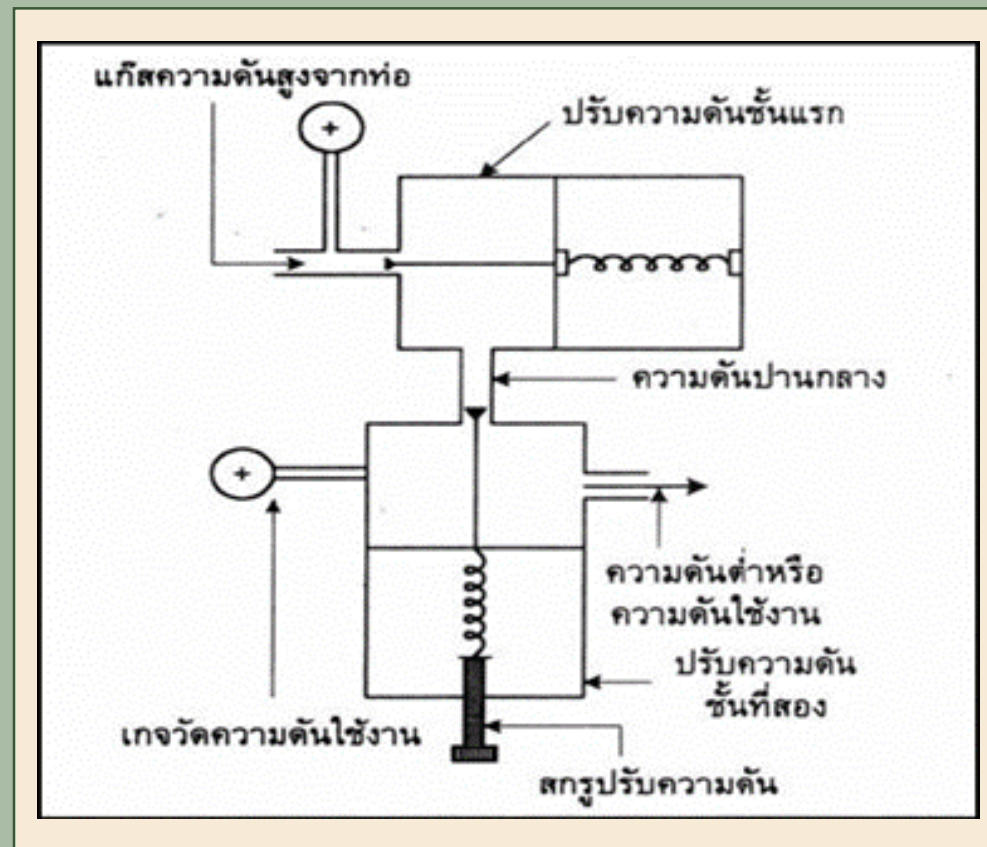 แก๊สความดันสูงจากท่อ
ปรับความดันชั้นแรก
ความดันปานกลาง
ความดันต่ำหรือ
ความดันใช้งาน
ปรับความดัน
ชั้นที่สอง
เกจวัดความดันใช้งาน
สกรูปรับความดัน